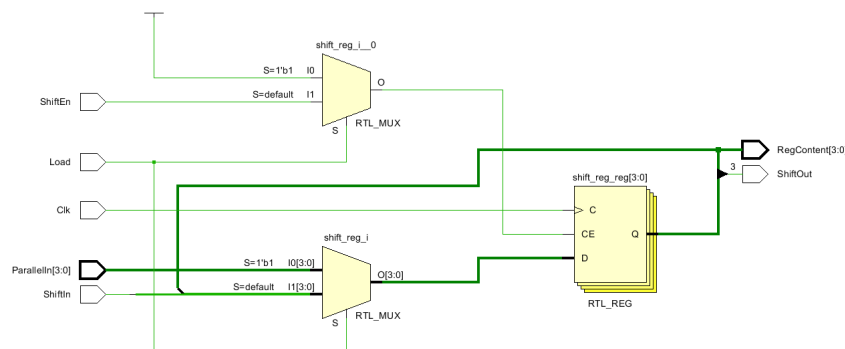 shift_reg_i__0
S=1'b1 I0
O
ShiftEn
S=default I1
S
RTL_MUX
Load
RegContent[3:0
3
ShiftOut
shift_reg_reg[3:0]
Clk
C
CE
Q
D
RTL_REG
shift_reg_i
ParallelIn[3:0]
S=1'b1 I0[3:0]
O[3:0]
ShiftIn
S=default I1[3:0]
S
RTL_MUX